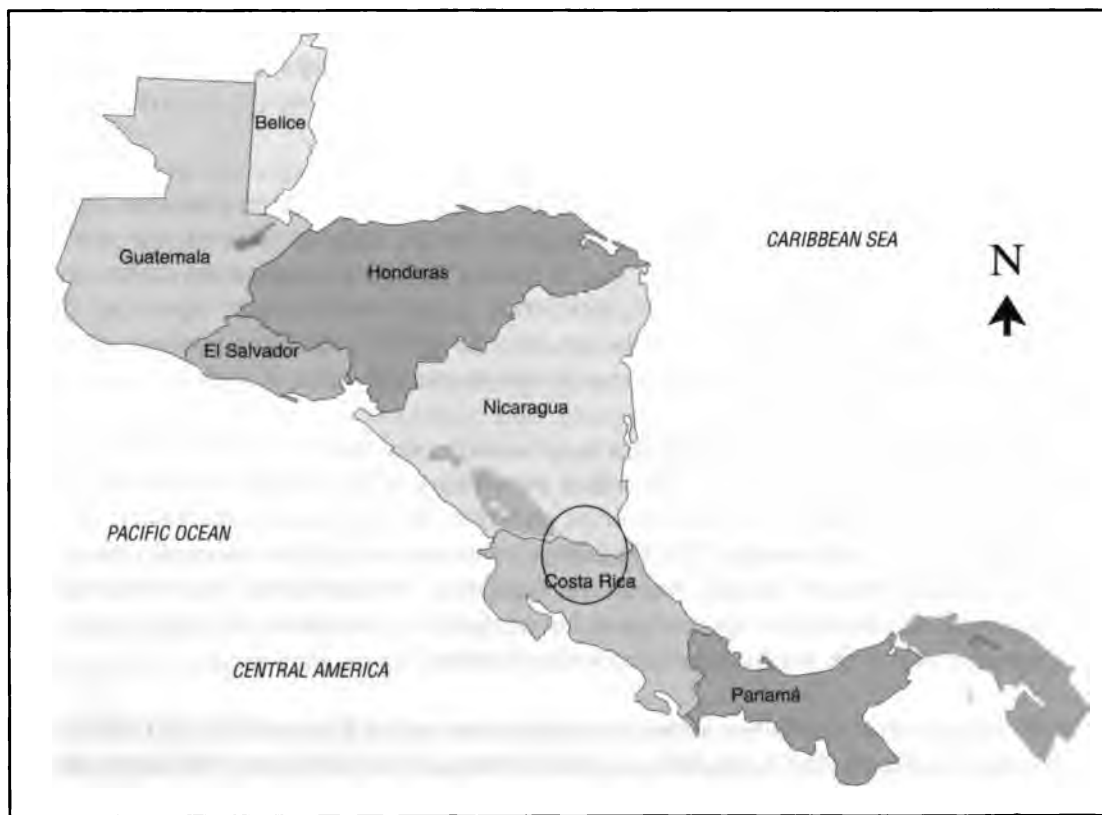 Belice
CARIBBEAN SEA
N
Guatemala
Honduras
El Salvador
Nicaragua
PACIFIC OCEAN
Costa Rica
CENTRAL AMERICA
Panamá